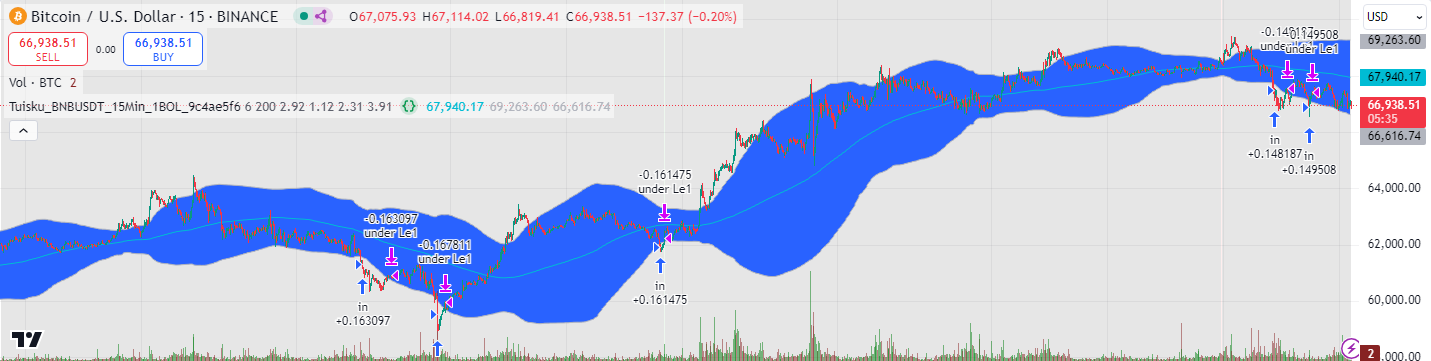 Bitcoin / U.S. Dollar · 15 · BINANCE O67,075.93 H67,114.02 L66,819.41 C66,938.51 −137.37 (−0.20%)
66,938.51 0.00 66,938.51
SELL BUY
Vol · BTC 2
Tuisku_BNBUSDT_15Min_1BOL_9c4ae5f6 6 200 2.92 1.12 2.31 3.91 67,940.17 69,263.60 66,616.74
USD
69,263.60
67,940.17
66,938.51
05:35
66,616.74
64,000.00
62,000.00
60,000.00
2
-0.163097
under Le1
in
+0.163097
-0.167811
under Le1
-0.161475
under Le1
in
+0.161475
-0.148187
under Le1
in
+0.148187
-0.149508
under Le1
in
+0.149508